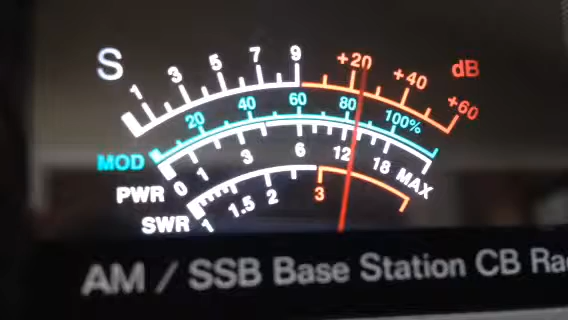 S 1 3 5 7 9 +20 +40 +60 dB
MOD 20 40 60 80 100%
PWR 0 1 3 6 12 18 MAX
SWR 1 1.5 2 3
AM / SSB Base Station CB Ra